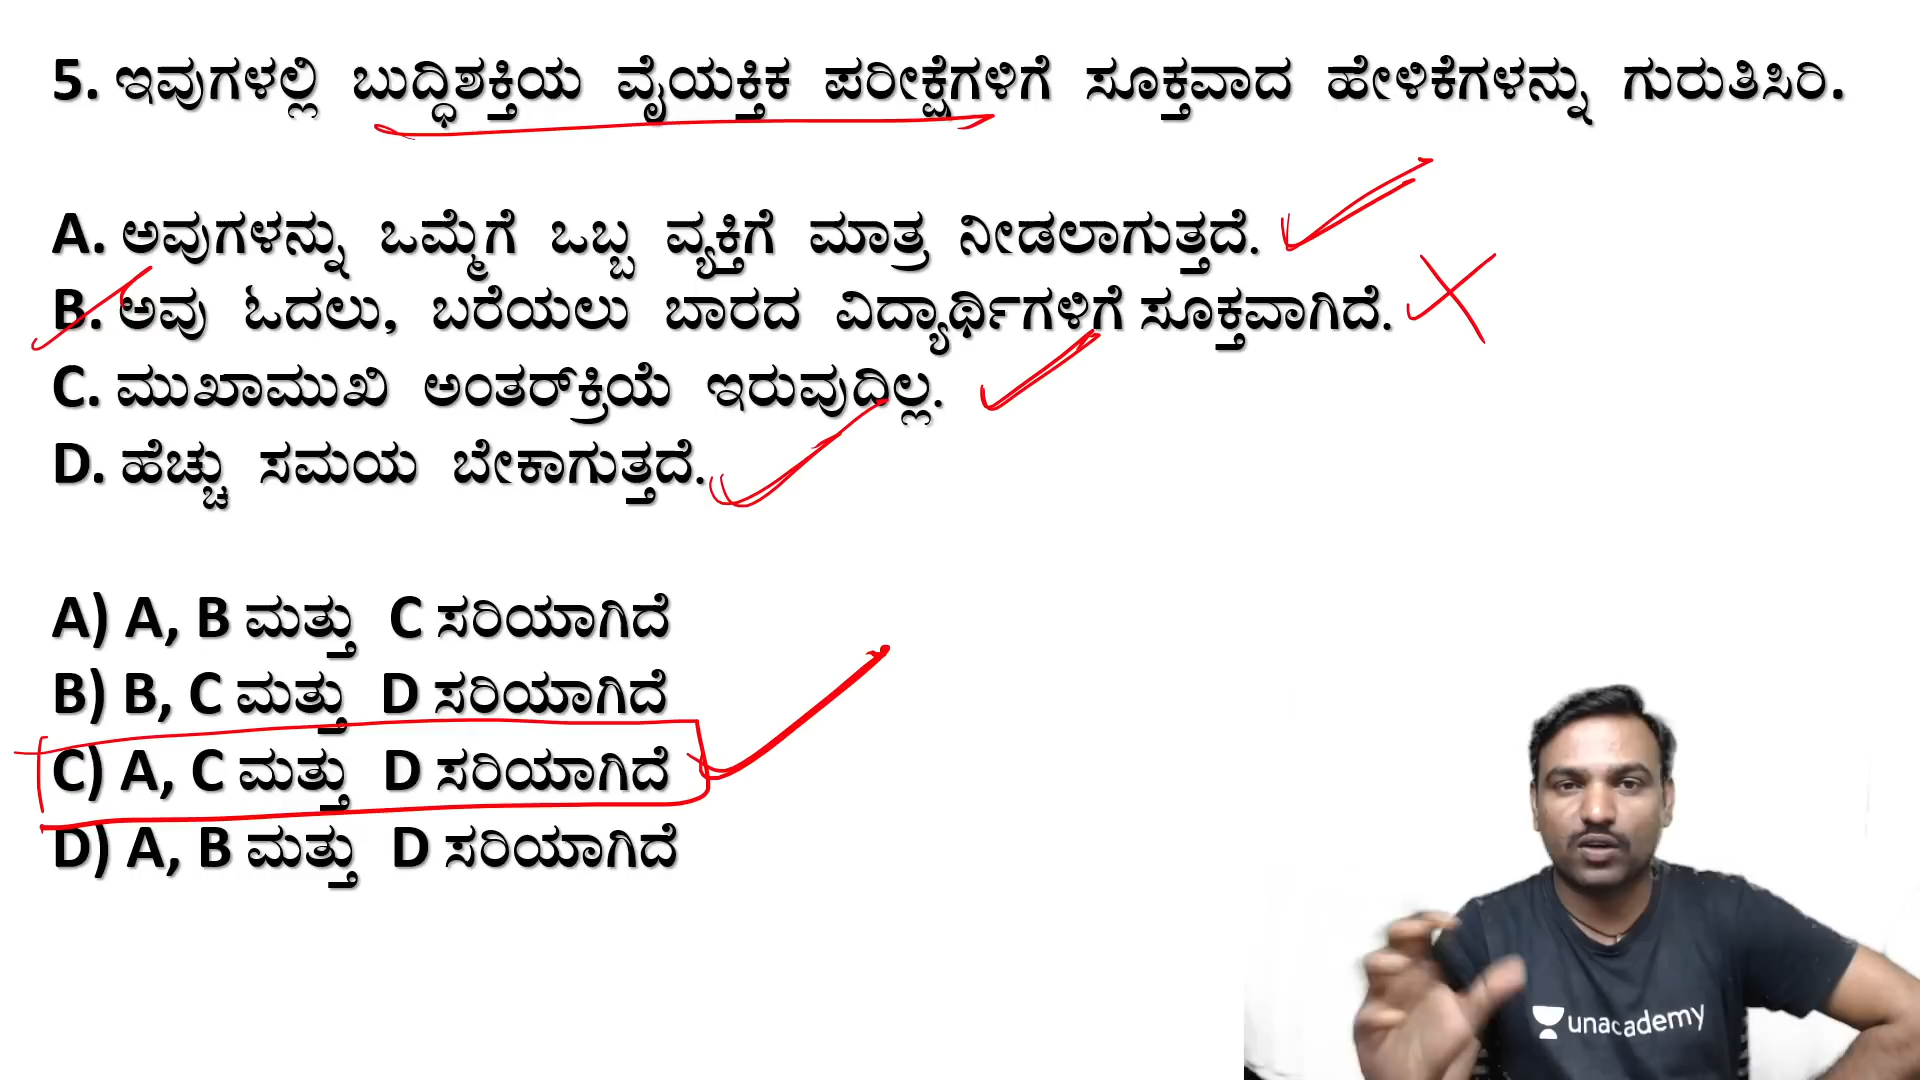 5. ಇವುಗಳಲ್ಲಿ ಬುದ್ಧಿಶಕ್ತಿಯ ವೈಯಕ್ತಿಕ ಪರೀಕ್ಷೆಗಳಿಗೆ ಸೂಕ್ತವಾದ ಹೇಳಿಕೆಗಳನ್ನು ಗುರುತಿಸಿರಿ.
A. ಅವುಗಳನ್ನು ಒಮ್ಮೆಗೆ ಒಬ್ಬ ವ್ಯಕ್ತಿಗೆ ಮಾತ್ರ ನೀಡಲಾಗುತ್ತದೆ.
B. ಅವು ಓದಲು, ಬರೆಯಲು ಬಾರದ ವಿದ್ಯಾರ್ಥಿಗಳಿಗೆ ಸೂಕ್ತವಾಗಿದೆ.
C. ಮುಖಾಮುಖಿ ಅಂತರ್‌ಕ್ರಿಯೆ ಇರುವುದಿಲ್ಲ.
D. ಹೆಚ್ಚು ಸಮಯ ಬೇಕಾಗುತ್ತದೆ.
A) A, B ಮತ್ತು C ಸರಿಯಾಗಿದೆ
B) B, C ಮತ್ತು D ಸರಿಯಾಗಿದೆ
C) A, C ಮತ್ತು D ಸರಿಯಾಗಿದೆ
D) A, B ಮತ್ತು D ಸರಿಯಾಗಿದೆ
unacademy